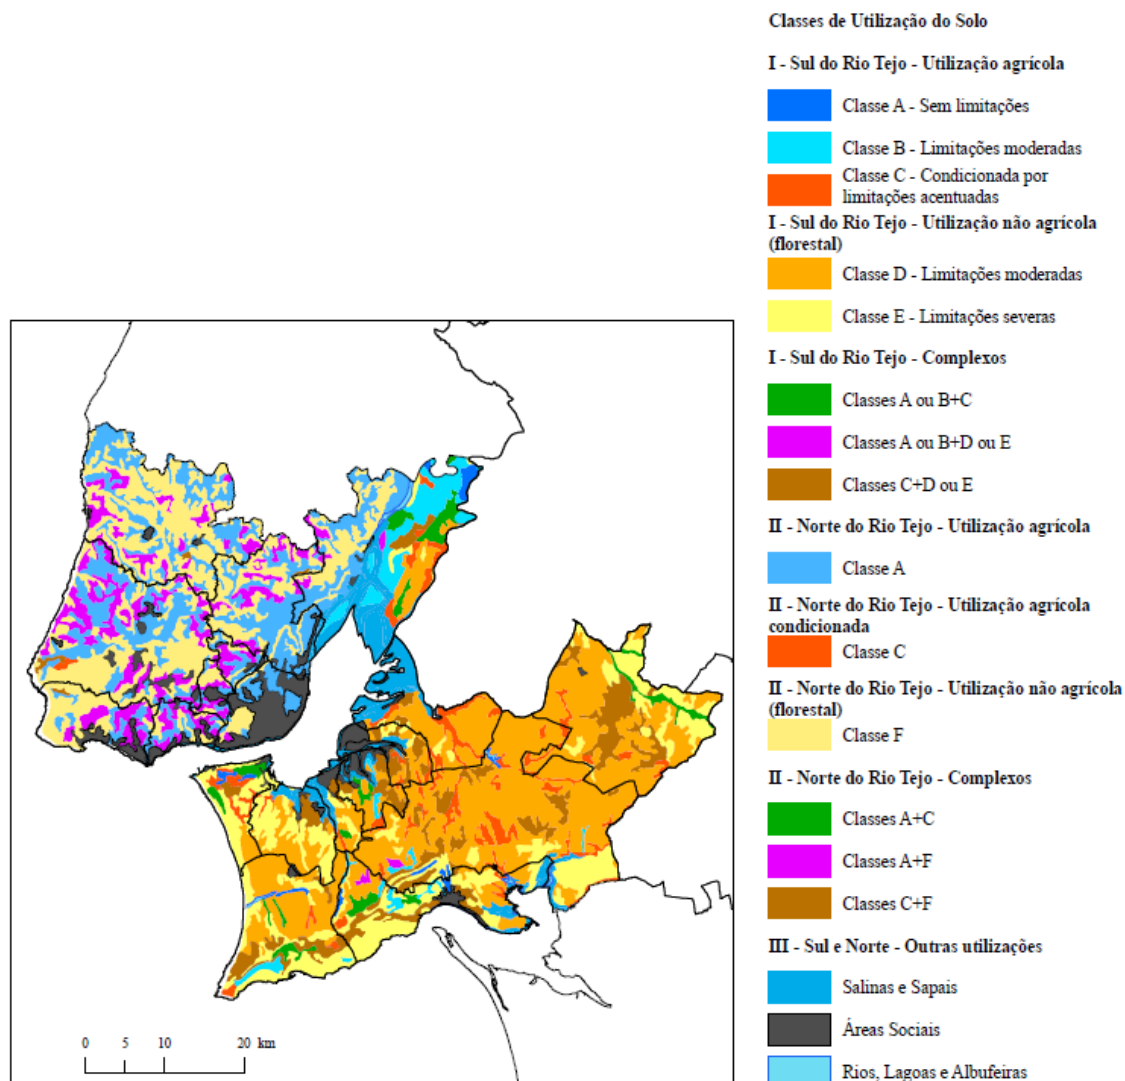 Classes de Utilização do Solo
I - Sul do Rio Tejo - Utilização agrícola
Classe A - Sem limitações
Classe B - Limitações moderadas
Classe C - Condicionada por
limitações acentuadas
I - Sul do Rio Tejo - Utilização não agrícola
(florestal)
Classe D - Limitações moderadas
Classe E - Limitações severas
I - Sul do Rio Tejo - Complexos
Classes A ou B+C
Classes A ou B+D ou E
Classes C+D ou E
II - Norte do Rio Tejo - Utilização agrícola
Classe A
II - Norte do Rio Tejo - Utilização agrícola
condicionada
Classe C
II - Norte do Rio Tejo - Utilização não agrícola
(florestal)
Classe F
II - Norte do Rio Tejo - Complexos
Classes A+C
Classes A+F
Classes C+F
III - Sul e Norte - Outras utilizações
Salinas e Sapais
Áreas Sociais
Rios, Lagoas e Albufeiras
0 5 10 20 km